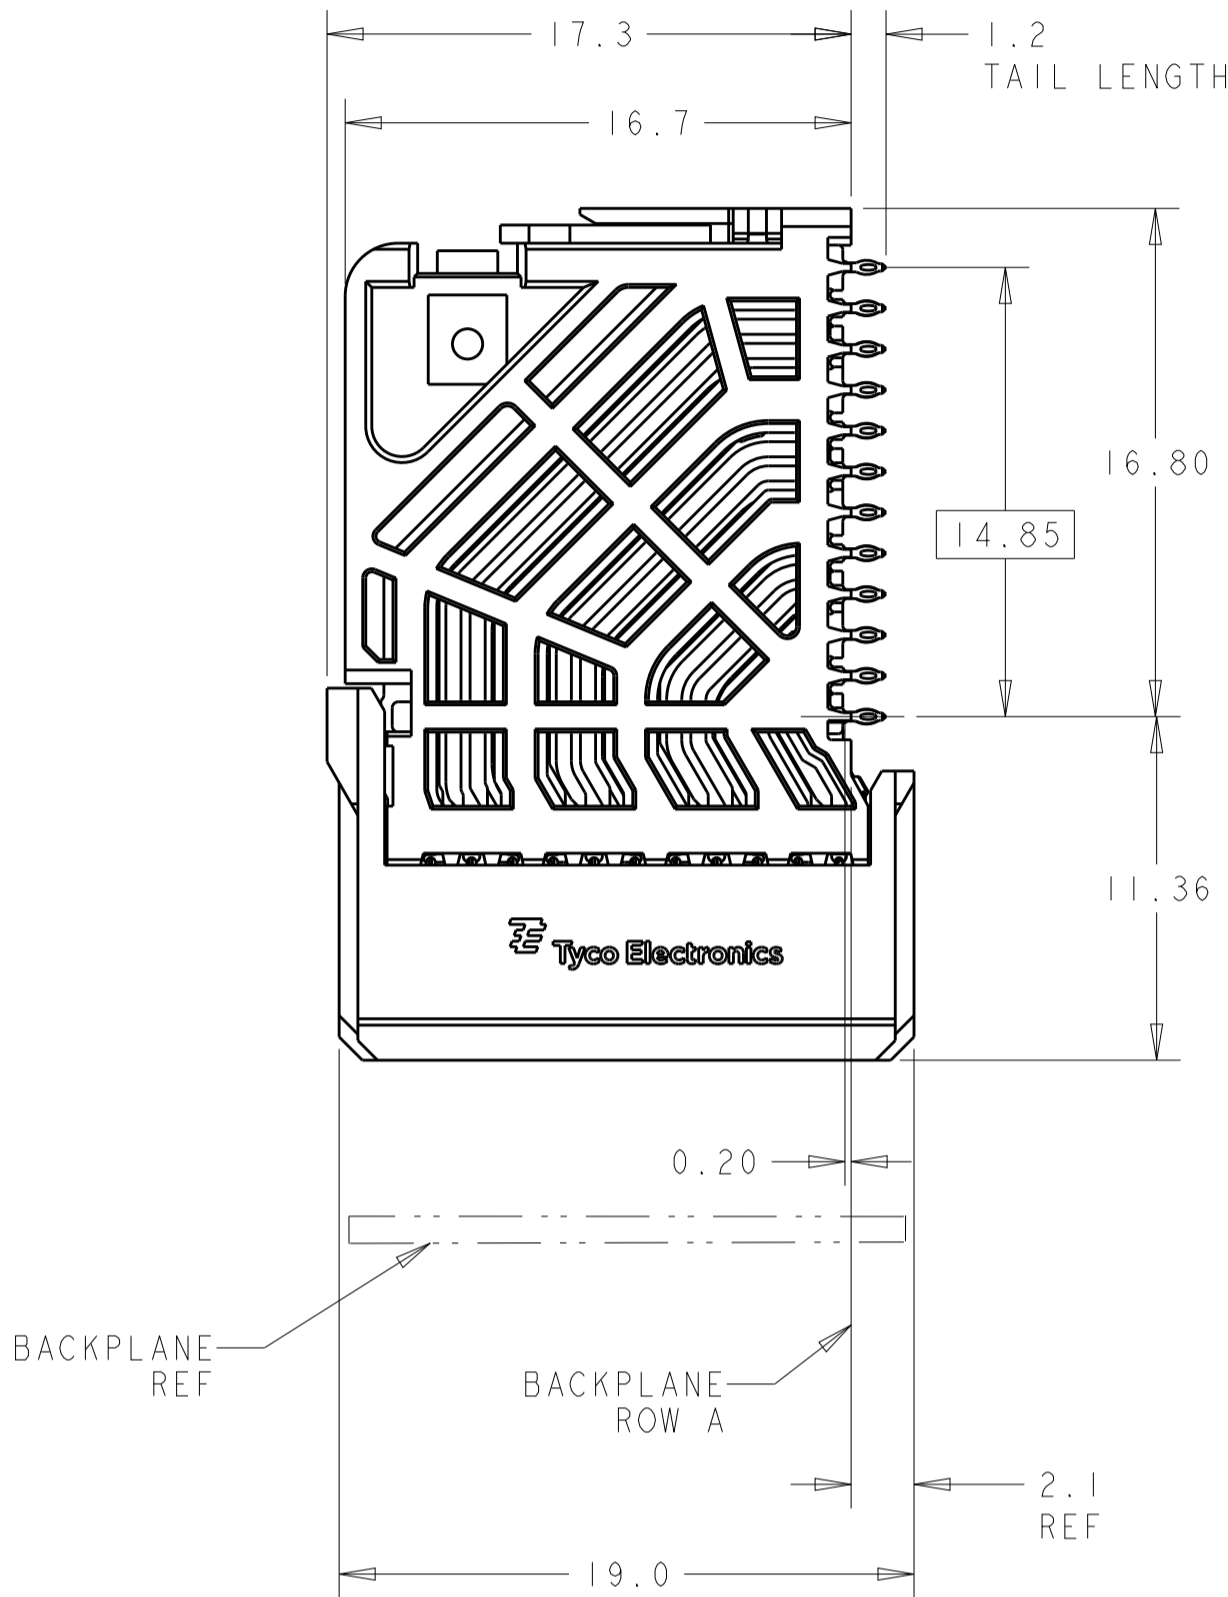 17.3
1.2
TAIL LENGTH
16.7
16.80
14.85
11.36
Tyco Electronics
0.20
BACKPLANE
REF
BACKPLANE
ROW A
2.1
REF
19.0